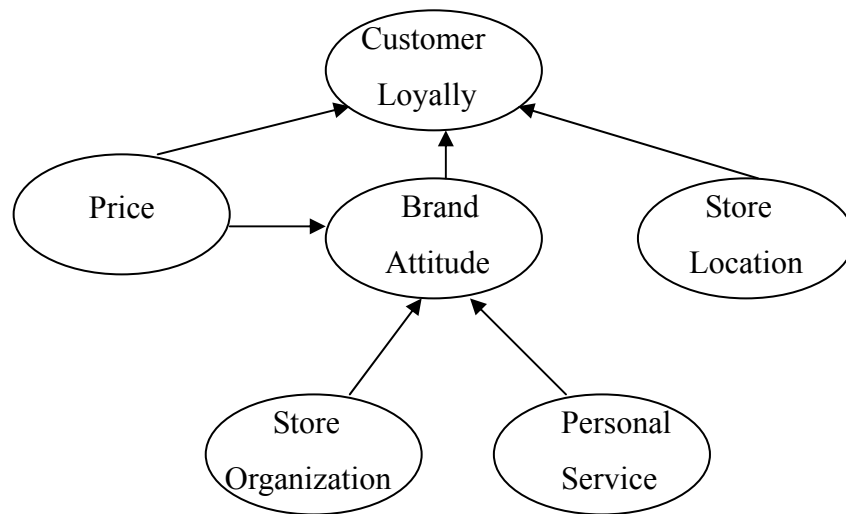 Customer
Loyally
Price
Brand
Attitude
Store
Location
Store
Organization
Personal
Service